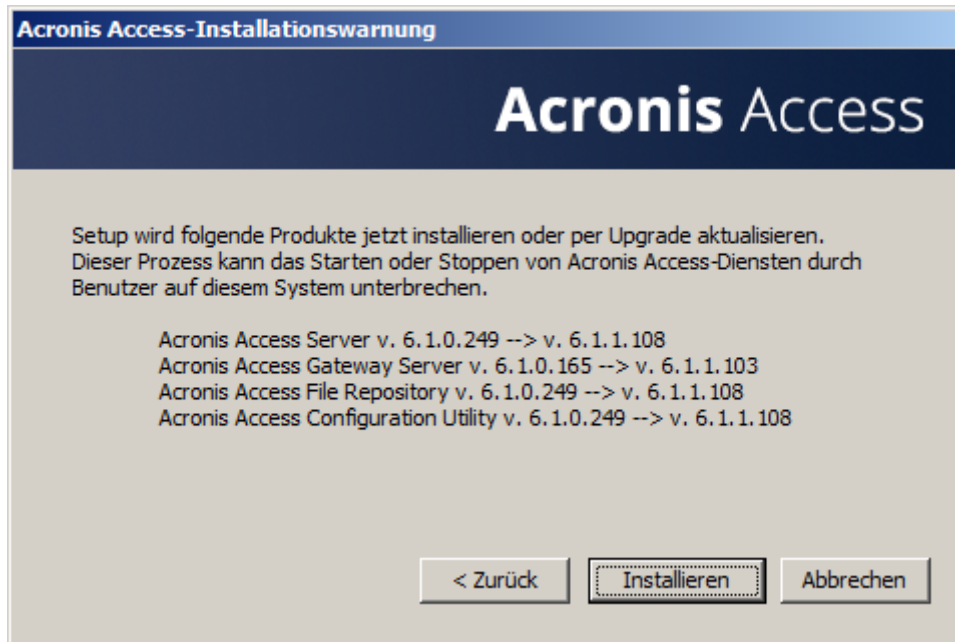 Acronis Access-Installationswarnung
Acronis Access
Setup wird folgende Produkte jetzt installieren oder per Upgrade aktualisieren.
Dieser Prozess kann das Starten oder Stoppen von Acronis Access-Diensten durch
Benutzer auf diesem System unterbrechen.
Acronis Access Server v. 6.1.0.249 --> v. 6.1.1.108
Acronis Access Gateway Server v. 6.1.0.165 --> v. 6.1.1.103
Acronis Access File Repository v. 6.1.0.249 --> v. 6.1.1.108
Acronis Access Configuration Utility v. 6.1.0.249 --> v. 6.1.1.108
< Zurück
Installieren
Abbrechen